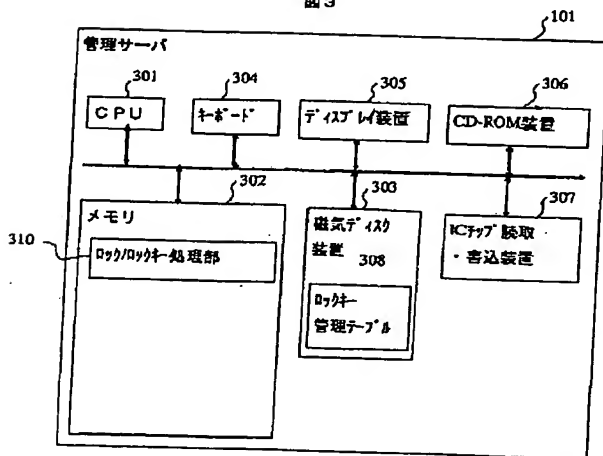 図3
101
管理サーバ
301
304
305
306
CPU
キーボード
ディスプレイ装置
CD-ROM装置
302
303
307
メモリ
磁気ディスク
装置
308
ICチップ読取
・書込装置
310
ロック/ロックキー処理部
ロックキー
管理テーブル